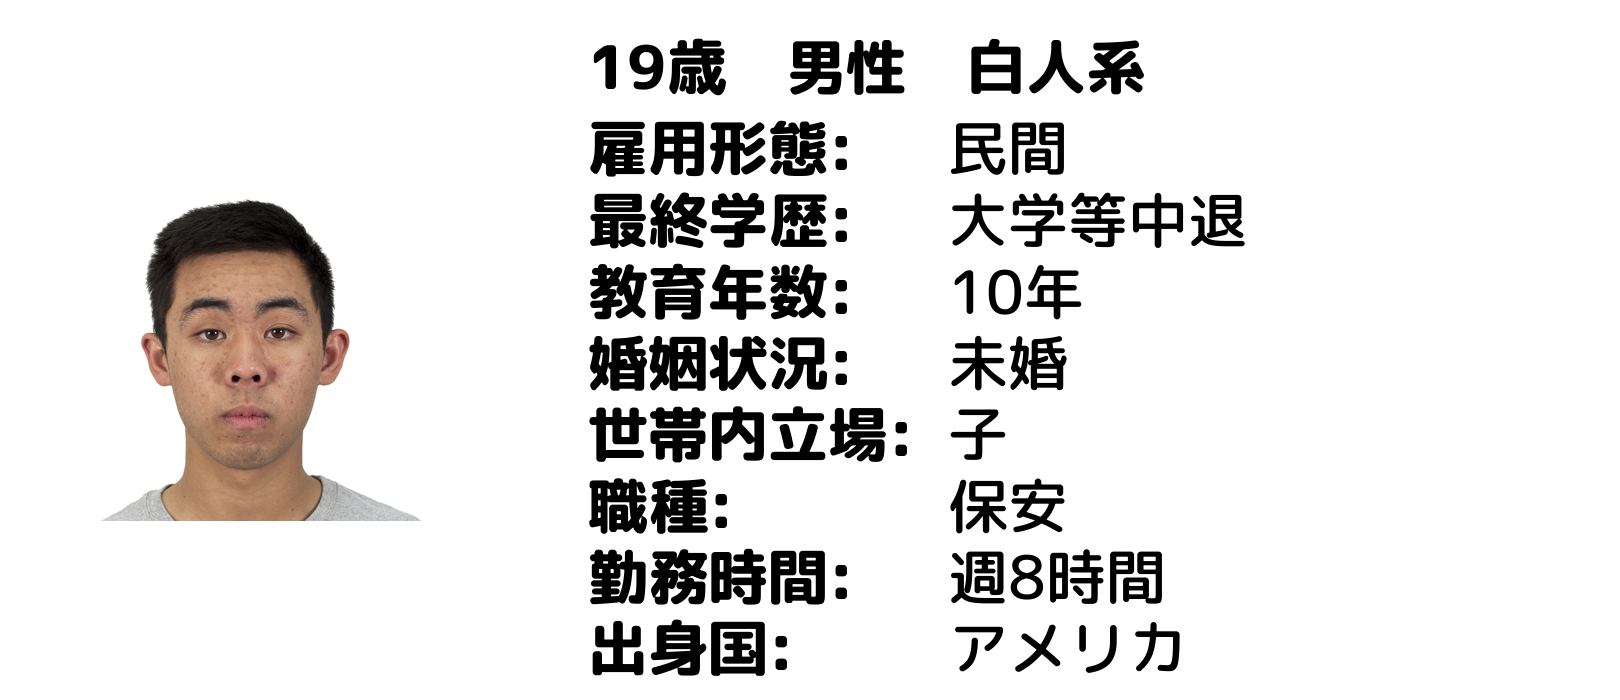 19歳　男性　白人系
雇用形態:　民間
最終学歴:　大学等中退
教育年数:　10年
婚姻状況:　未婚
世帯内立場:　子
職種:　保安
勤務時間:　週8時間
出身国:　アメリカ